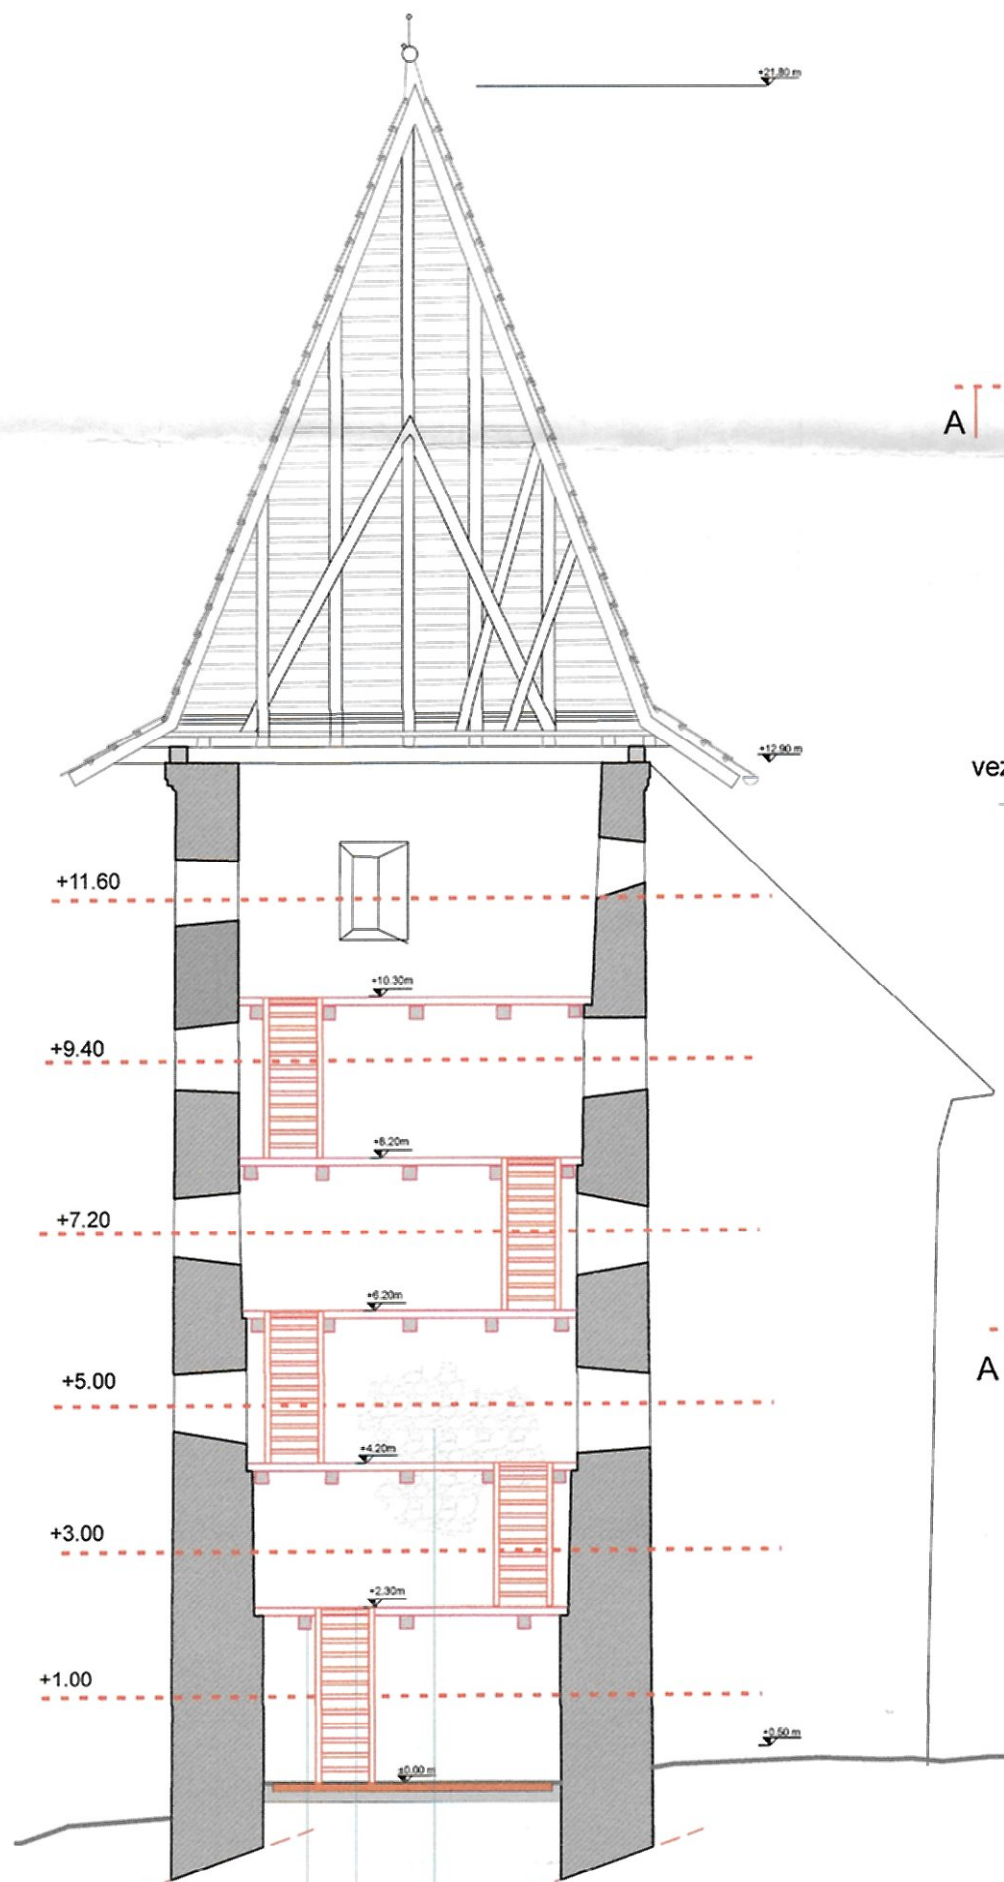 +21.80 m
A
+12.90 m
vez
+11.60
+10.30m
+9.40
+8.20m
+7.20
+6.20m
A
+5.00
+4.20m
+3.00
+2.30m
+1.00
+0.50 m
±0.00 m